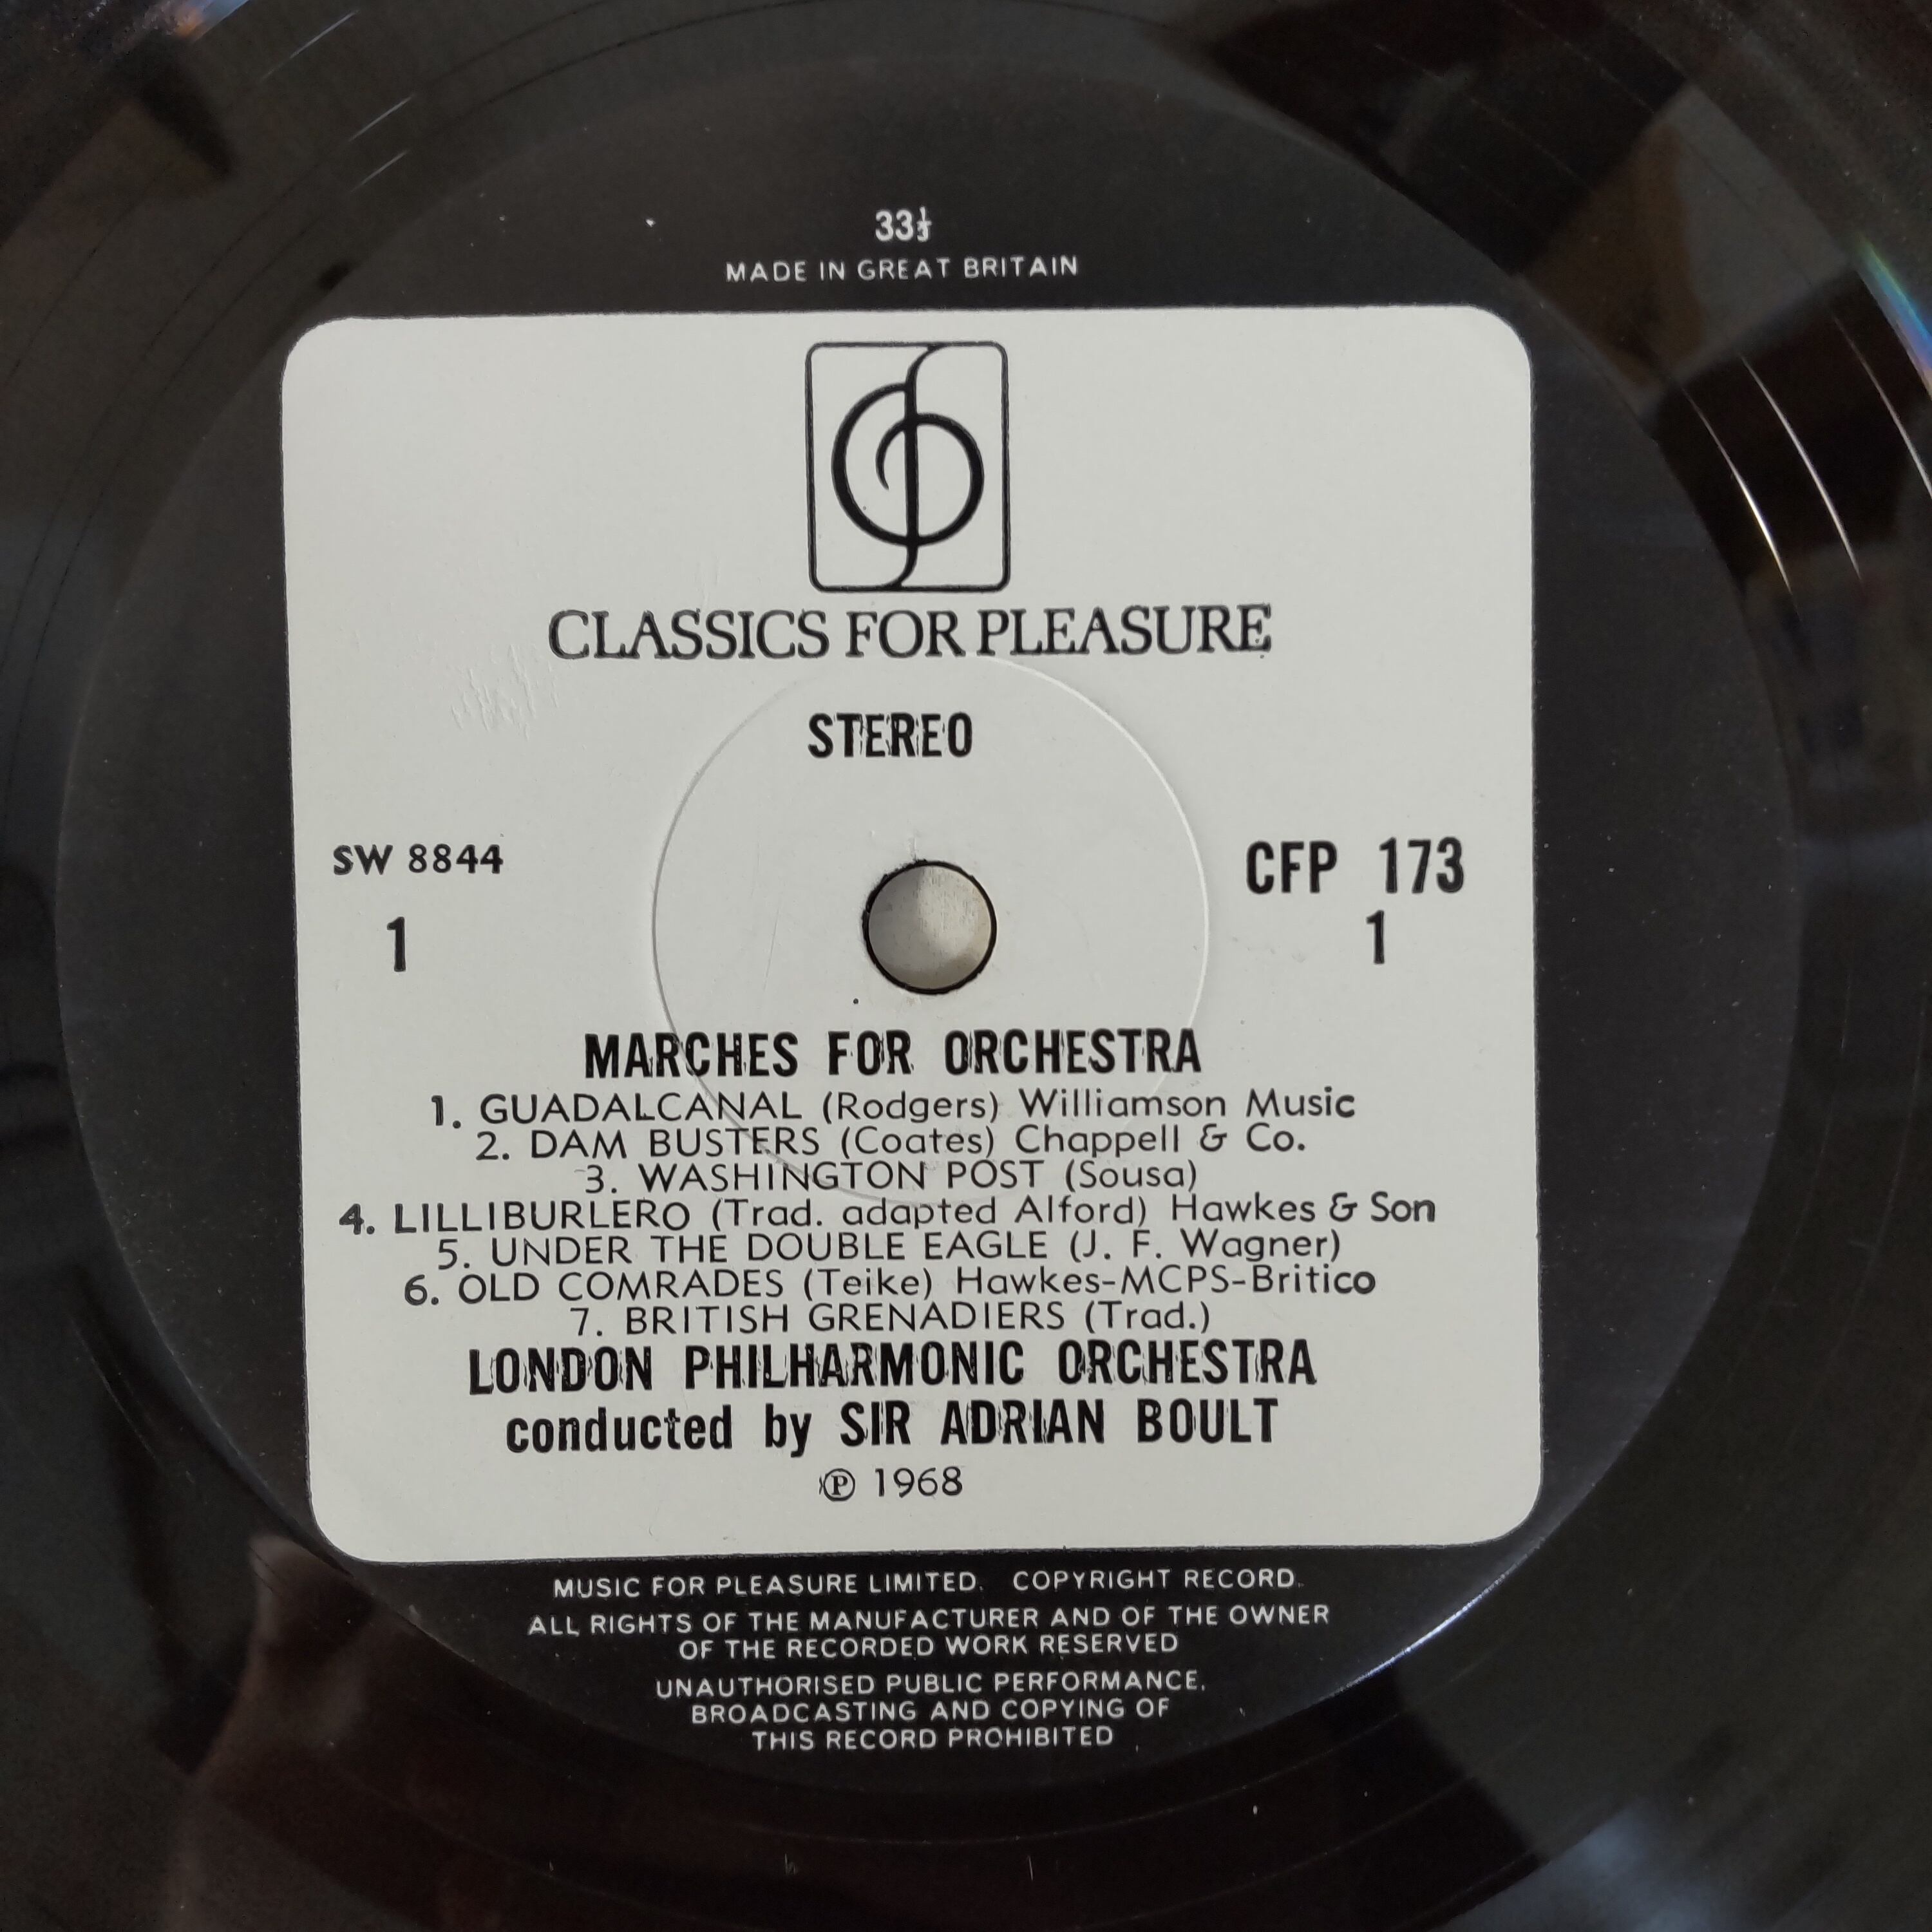 33⅓
MADE IN GREAT BRITAIN
CLASSICS FOR PLEASURE
STEREO
SW 8844
1
CFP 173
1
MARCHES FOR ORCHESTRA
1. GUADALCANAL (Rodgers) Williamson Music
2. DAM BUSTERS (Coates) Chappell & Co.
3. WASHINGTON POST (Sousa)
4. LILLIBURLERO (Trad. adapted Alford) Hawkes & Son
5. UNDER THE DOUBLE EAGLE (J. F. Wagner)
6. OLD COMRADES (Teike) Hawkes-MCPS-Britico
7. BRITISH GRENADIERS (Trad.)
LONDON PHILHARMONIC ORCHESTRA
conducted by SIR ADRIAN BOULT
℗ 1968
MUSIC FOR PLEASURE LIMITED. COPYRIGHT RECORD.
ALL RIGHTS OF THE MANUFACTURER AND OF THE OWNER
OF THE RECORDED WORK RESERVED
UNAUTHORISED PUBLIC PERFORMANCE,
BROADCASTING AND COPYING OF
THIS RECORD PROHIBITED